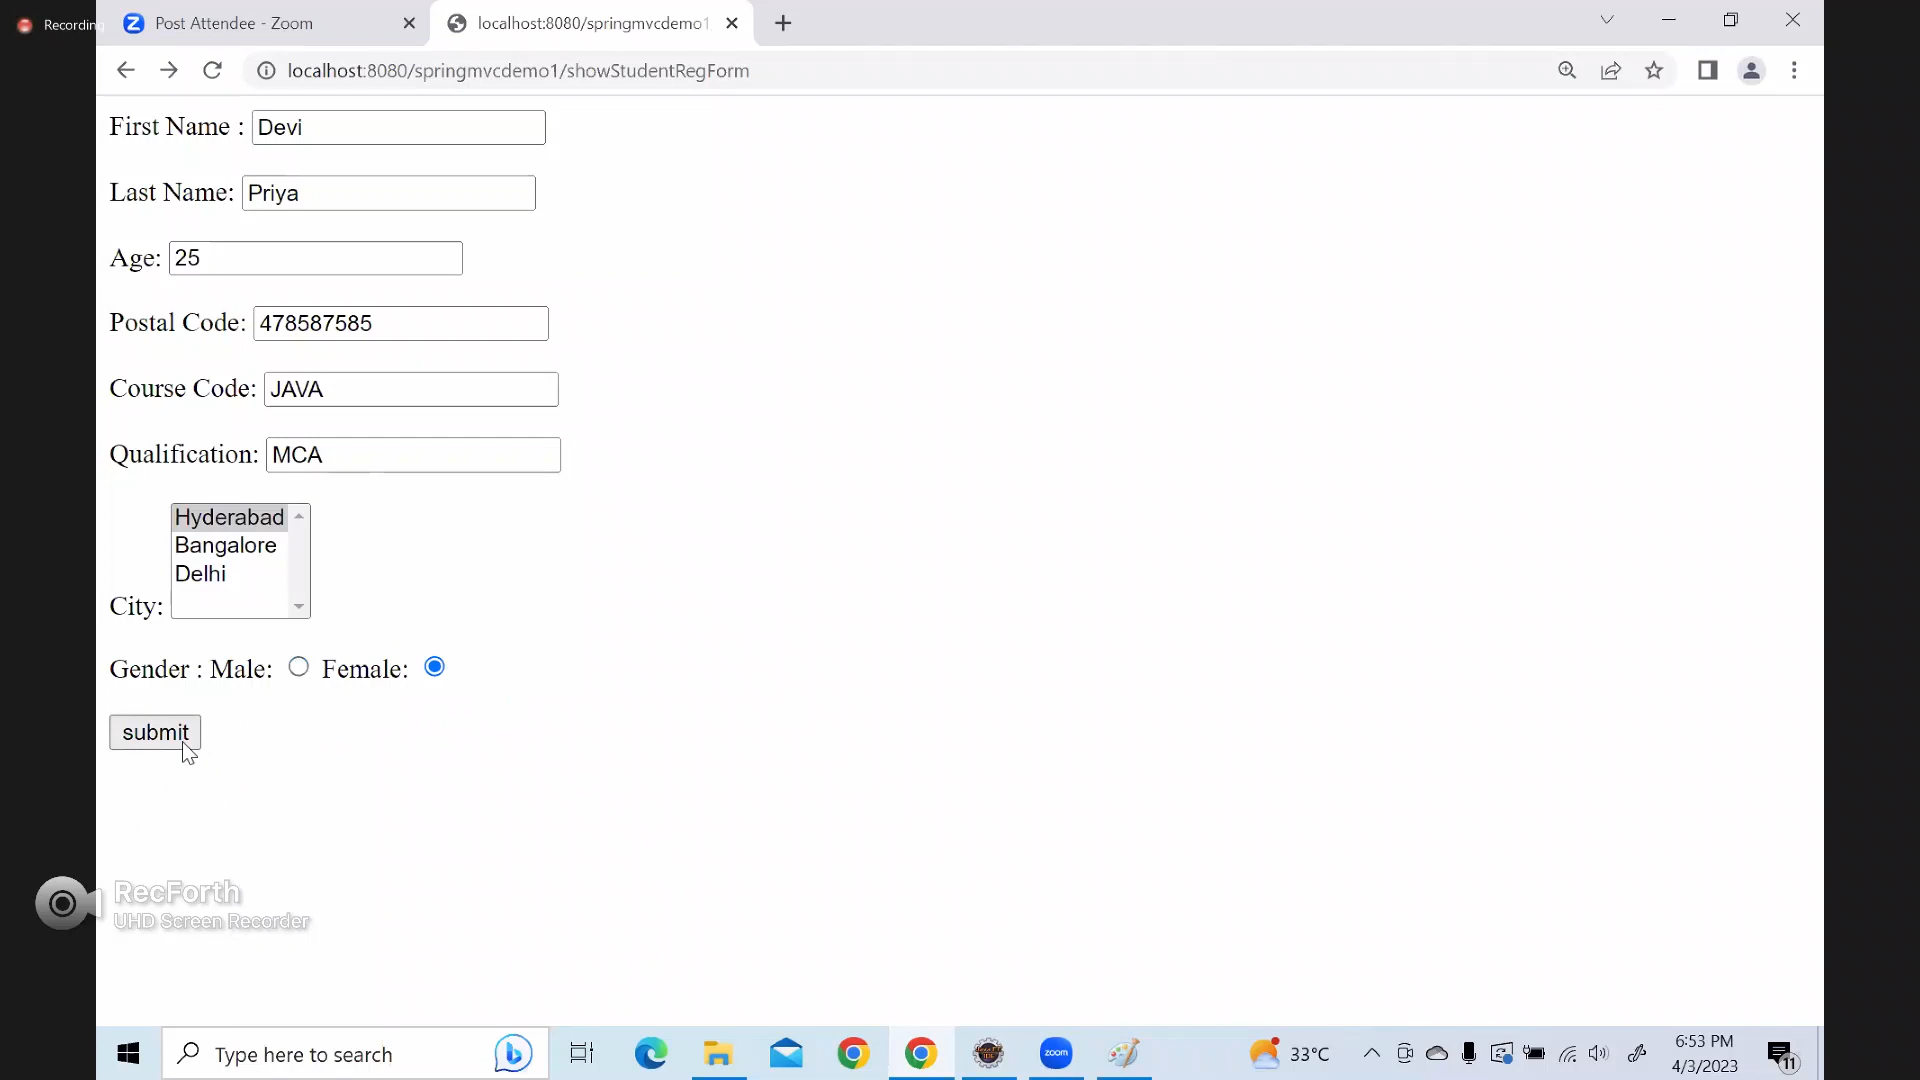 Recording
Post Attendee - Zoom
localhost:8080/springmvcdemo1
localhost:8080/springmvcdemo1/showStudentRegForm
First Name : Devi
Last Name: Priya
Age: 25
Postal Code: 478587585
Course Code: JAVA
Qualification: MCA
Hyderabad
Bangalore
Delhi
City:
Gender : Male: Female:
submit
RecForth
UHD Screen Recorder
Type here to search
zoom
33°C
6:53 PM
4/3/2023
11